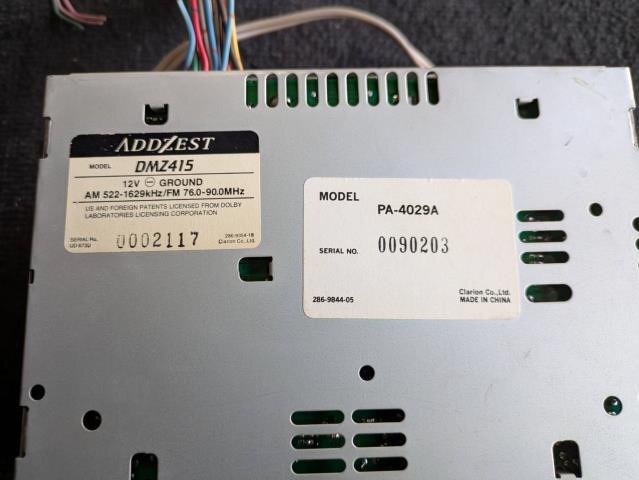 ADDZEST
MODEL DMZ415
12V ⊖ GROUND
AM 522-1629kHz/FM 76.0-90.0MHz
US AND FOREIGN PATENTS LICENSED FROM DOLBY
LABORATORIES LICENSING CORPORATION
SERIAL No. 0002117
Clarion Co., Ltd.
MODEL PA-4029A
SERIAL NO. 0090203
286-9844-05
Clarion Co., Ltd.
MADE IN CHINA